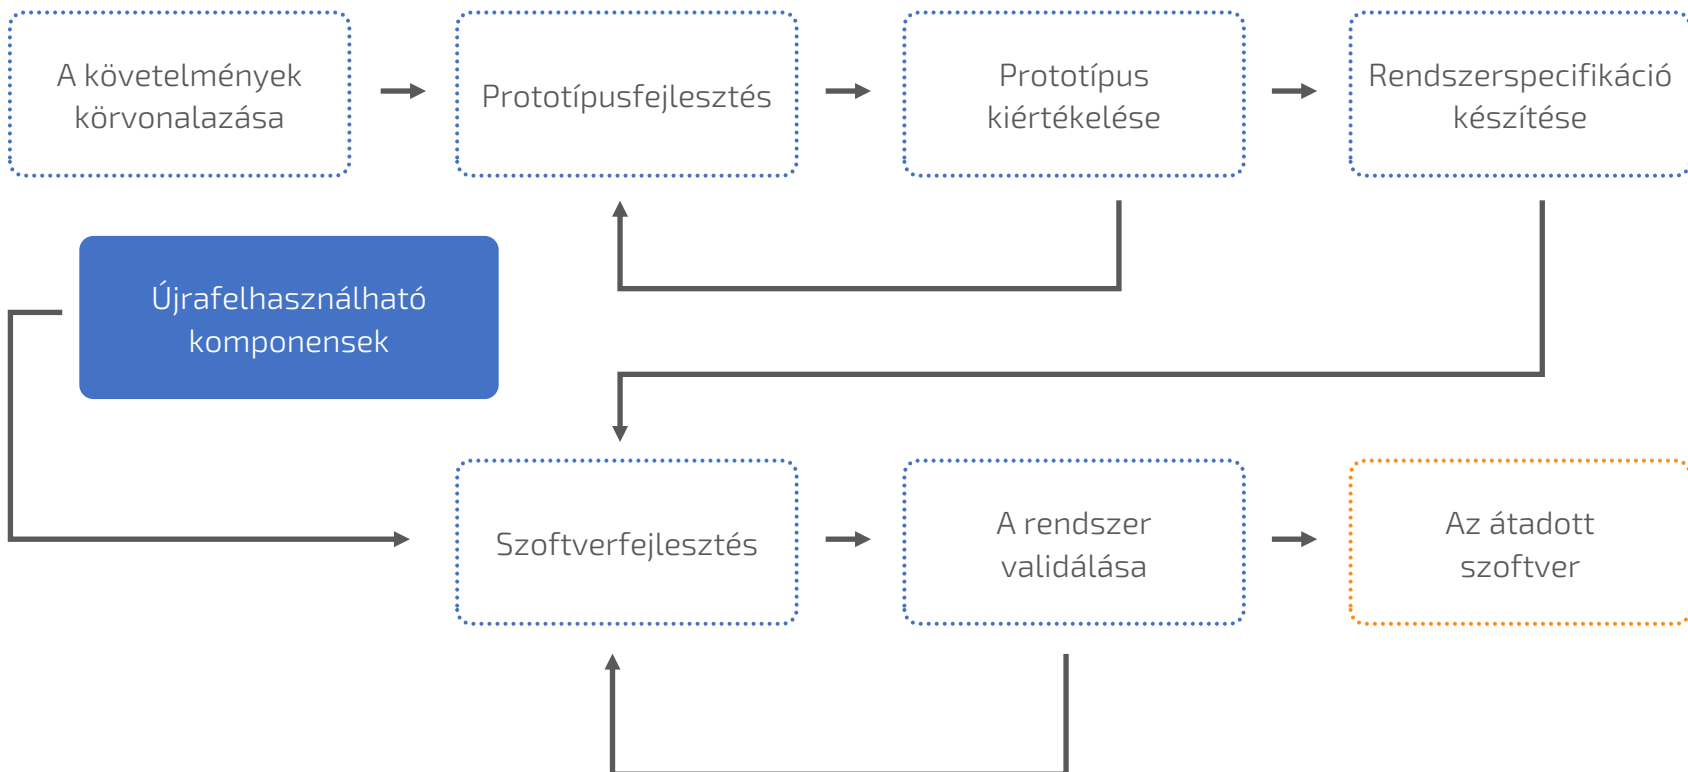 A követelmények
körvonalazása
Prototípusfejlesztés
Prototípus
kiértékelése
Rendszerspecifikáció
készítése
Újrafelhasználható
komponensek
Szoftverfejlesztés
A rendszer
validálása
Az átadott
szoftver